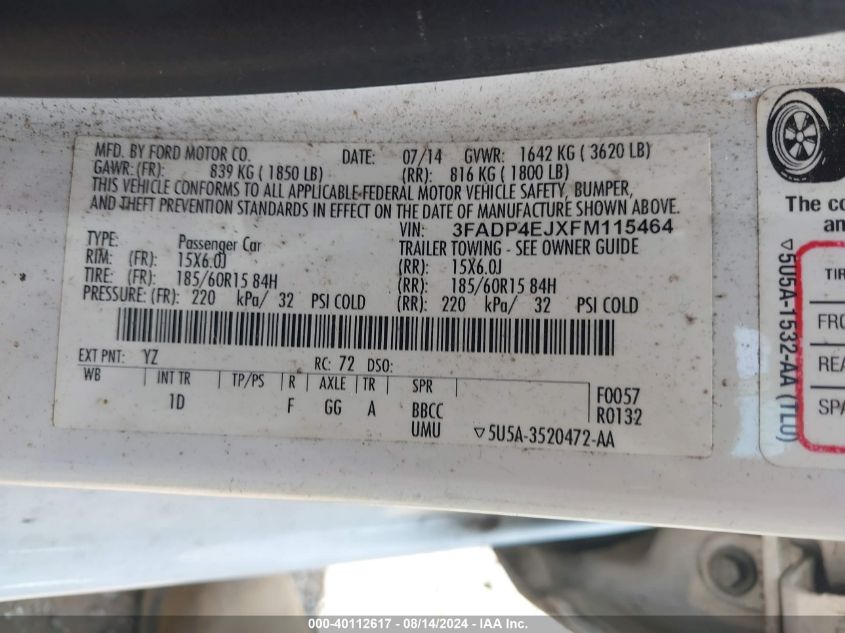 MFD. BY FORD MOTOR CO. DATE: 07/14 GVWR: 1642 KG ( 3620 LB)
GAWR: (FR): 839 KG ( 1850 LB) (RR): 816 KG ( 1800 LB)
THIS VEHICLE CONFORMS TO ALL APPLICABLE FEDERAL MOTOR VEHICLE SAFETY, BUMPER,
AND THEFT PREVENTION STANDARDS IN EFFECT ON THE DATE OF MANUFACTURE SHOWN ABOVE.
VIN: 3FADP4EJXFM115464
TYPE: Passenger Car TRAILER TOWING - SEE OWNER GUIDE
RIM: (FR): 15X6.0J (RR): 15X6.0J
TIRE: (FR): 185/60R15 84H (RR): 185/60R15 84H
PRESSURE: (FR): 220 kPa/ 32 PSI COLD (RR): 220 kPa/ 32 PSI COLD
EXT PNT: YZ RC: 72 DSO:
WB INT TR TP/PS R AXLE TR SPR F0057
1D F GG A BBCC R0132
UMU ▽5U5A-3520472-AA
The co
an
▽5U5A-1532-AA (TLD)
TIR
FRO
REA
SPA
000-40112617 - 08/14/2024 - IAA Inc.